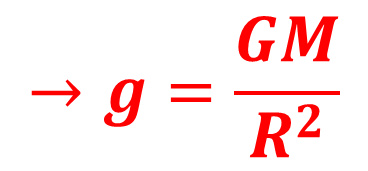 → g = GM / R²